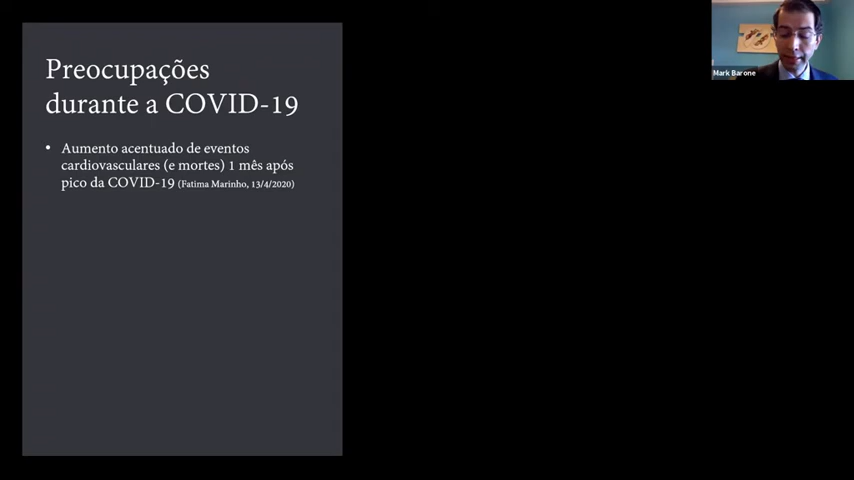 Preocupações
durante a COVID-19
• Aumento acentuado de eventos
cardiovasculares (e mortes) 1 mês após
pico da COVID-19 (Fatima Marinho, 13/4/2020)
Mark Barone